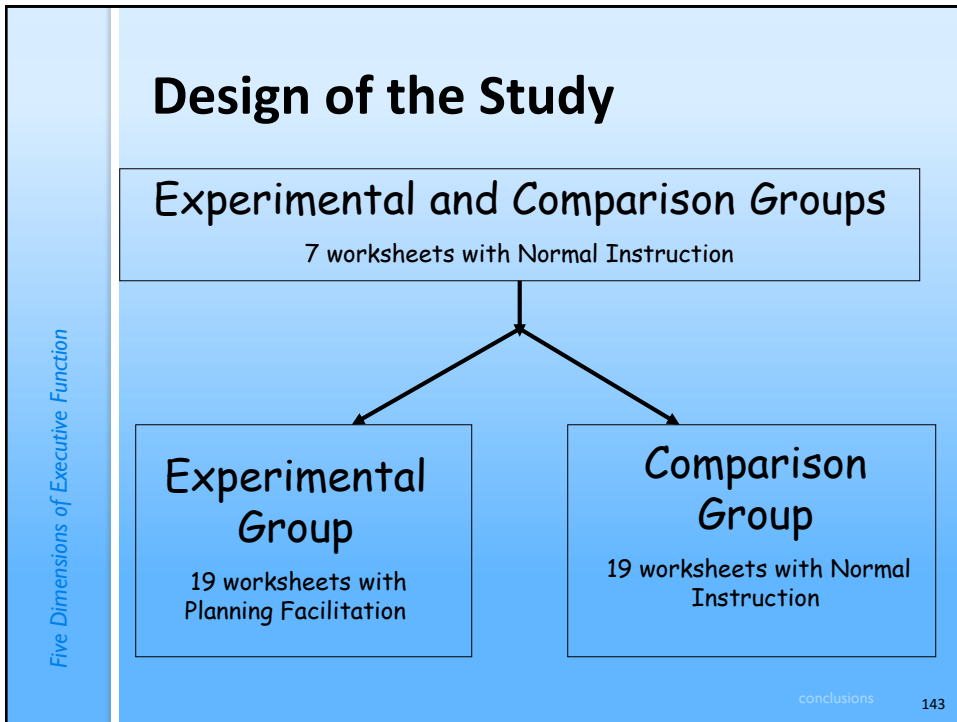 Design of the Study
Experimental and Comparison Groups
7 worksheets with Normal Instruction
Experimental
Group
19 worksheets with
Planning Facilitation
Comparison
Group
19 worksheets with Normal
Instruction
Five Dimensions of Executive Function
conclusions
143